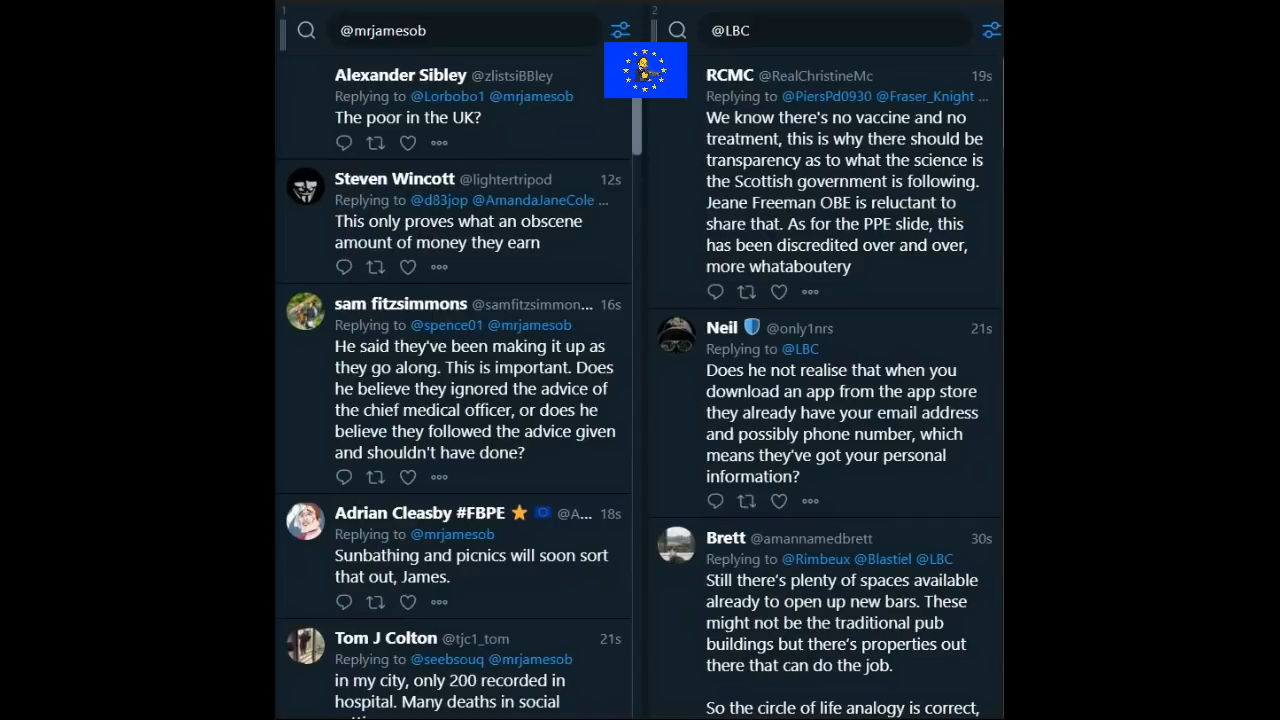 1
@mrjamesob
Alexander Sibley @zlistsiBBley
Replying to @Lorbobo1 @mrjamesob
The poor in the UK?
Steven Wincott @lightertripod 12s
Replying to @d83jop @AmandaJaneCole ...
This only proves what an obscene
amount of money they earn
sam fitzsimmons @samfitzsimmon... 16s
Replying to @spence01 @mrjamesob
He said they've been making it up as
they go along. This is important. Does
he believe they ignored the advice of
the chief medical officer, or does he
believe they followed the advice given
and shouldn't have done?
Adrian Cleasby #FBPE @A... 18s
Replying to @mrjamesob
Sunbathing and picnics will soon sort
that out, James.
Tom J Colton @tjc1_tom 21s
Replying to @seebsouq @mrjamesob
in my city, only 200 recorded in
hospital. Many deaths in social
2
@LBC
RCMC @RealChristineMc 19s
Replying to @PiersPd0930 @Fraser_Knight ...
We know there's no vaccine and no
treatment, this is why there should be
transparency as to what the science is
the Scottish government is following.
Jeane Freeman OBE is reluctant to
share that. As for the PPE slide, this
has been discredited over and over,
more whataboutery
Neil @only1nrs 21s
Replying to @LBC
Does he not realise that when you
download an app from the app store
they already have your email address
and possibly phone number, which
means they've got your personal
information?
Brett @amannamedbrett 30s
Replying to @Rimbeux @Blastiel @LBC
Still there's plenty of spaces available
already to open up new bars. These
might not be the traditional pub
buildings but there's properties out
there that can do the job.
So the circle of life analogy is correct,